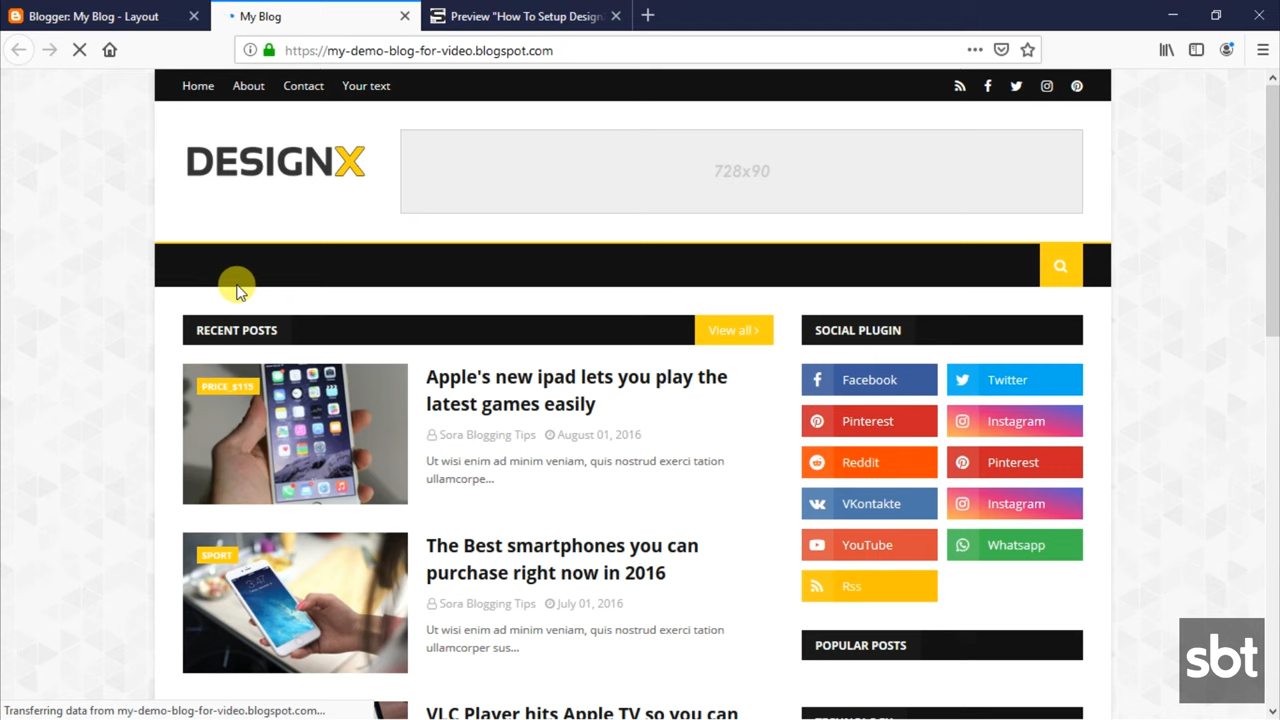 Blogger: My Blog - Layout
My Blog
Preview "How To Setup Design
https://my-demo-blog-for-video.blogspot.com
Home About Contact Your text
DESIGNX
728x90
RECENT POSTS
View all
SOCIAL PLUGIN
PRICE_$115
Apple's new ipad lets you play the
latest games easily
Sora Blogging Tips August 01, 2016
Ut wisi enim ad minim veniam, quis nostrud exerci tation
ullamcorpe...
Facebook
Twitter
Pinterest
Instagram
Reddit
Pinterest
VKontakte
Instagram
YouTube
Whatsapp
Rss
SPORT
The Best smartphones you can
purchase right now in 2016
Sora Blogging Tips July 01, 2016
Ut wisi enim ad minim veniam, quis nostrud exerci tation
ullamcorper sus...
POPULAR POSTS
VLC Player hits Apple TV so you can
TECHNOLOGY
Transferring data from my-demo-blog-for-video.blogspot.com...
sbt